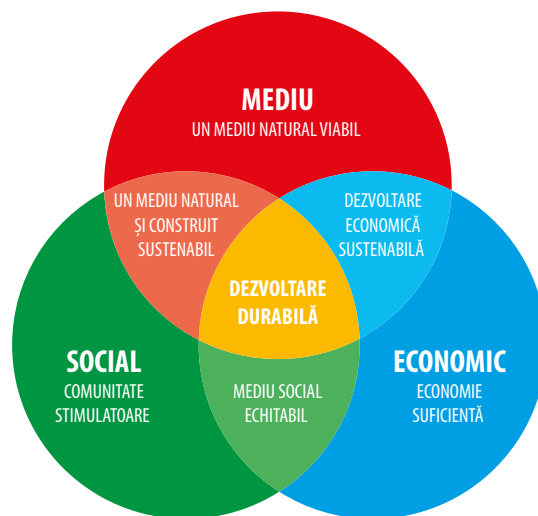 MEDIU
UN MEDIU NATURAL VIABIL
UN MEDIU NATURAL
ȘI CONSTRUIT
SUSTENABIL
DEZVOLTARE
ECONOMICĂ
SUSTENABILĂ
DEZVOLTARE
DURABILĂ
SOCIAL
COMUNITATE
STIMULATOARE
MEDIU SOCIAL
ECHITABIL
ECONOMIC
ECONOMIE
SUFICIENTĂ